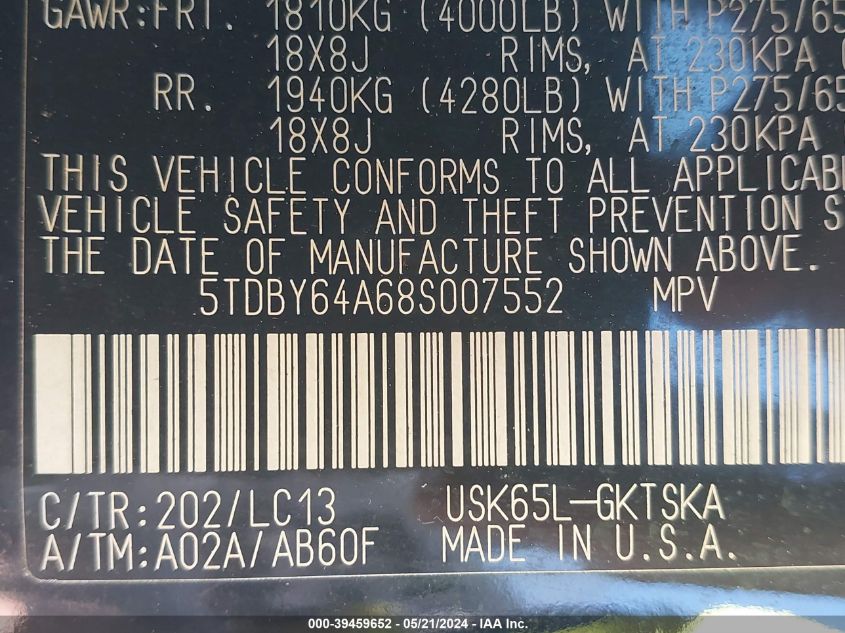 GAWR:FRT. 1810KG (4000LB) WITH P275/65
18X8J RIMS, AT 230KPA
RR. 1940KG (4280LB) WITH P275/65
18X8J RIMS, AT 230KPA
THIS VEHICLE CONFORMS TO ALL APPLICABL
VEHICLE SAFETY AND THEFT PREVENTION S
THE DATE OF MANUFACTURE SHOWN ABOVE.
5TDBY64A68S007552 MPV
C/TR:202/LC13 USK65L-GKTSKA
A/TM:A02A/AB60F MADE IN U.S.A.
000-39459652 / 05/21/2024 - IAA, Inc.